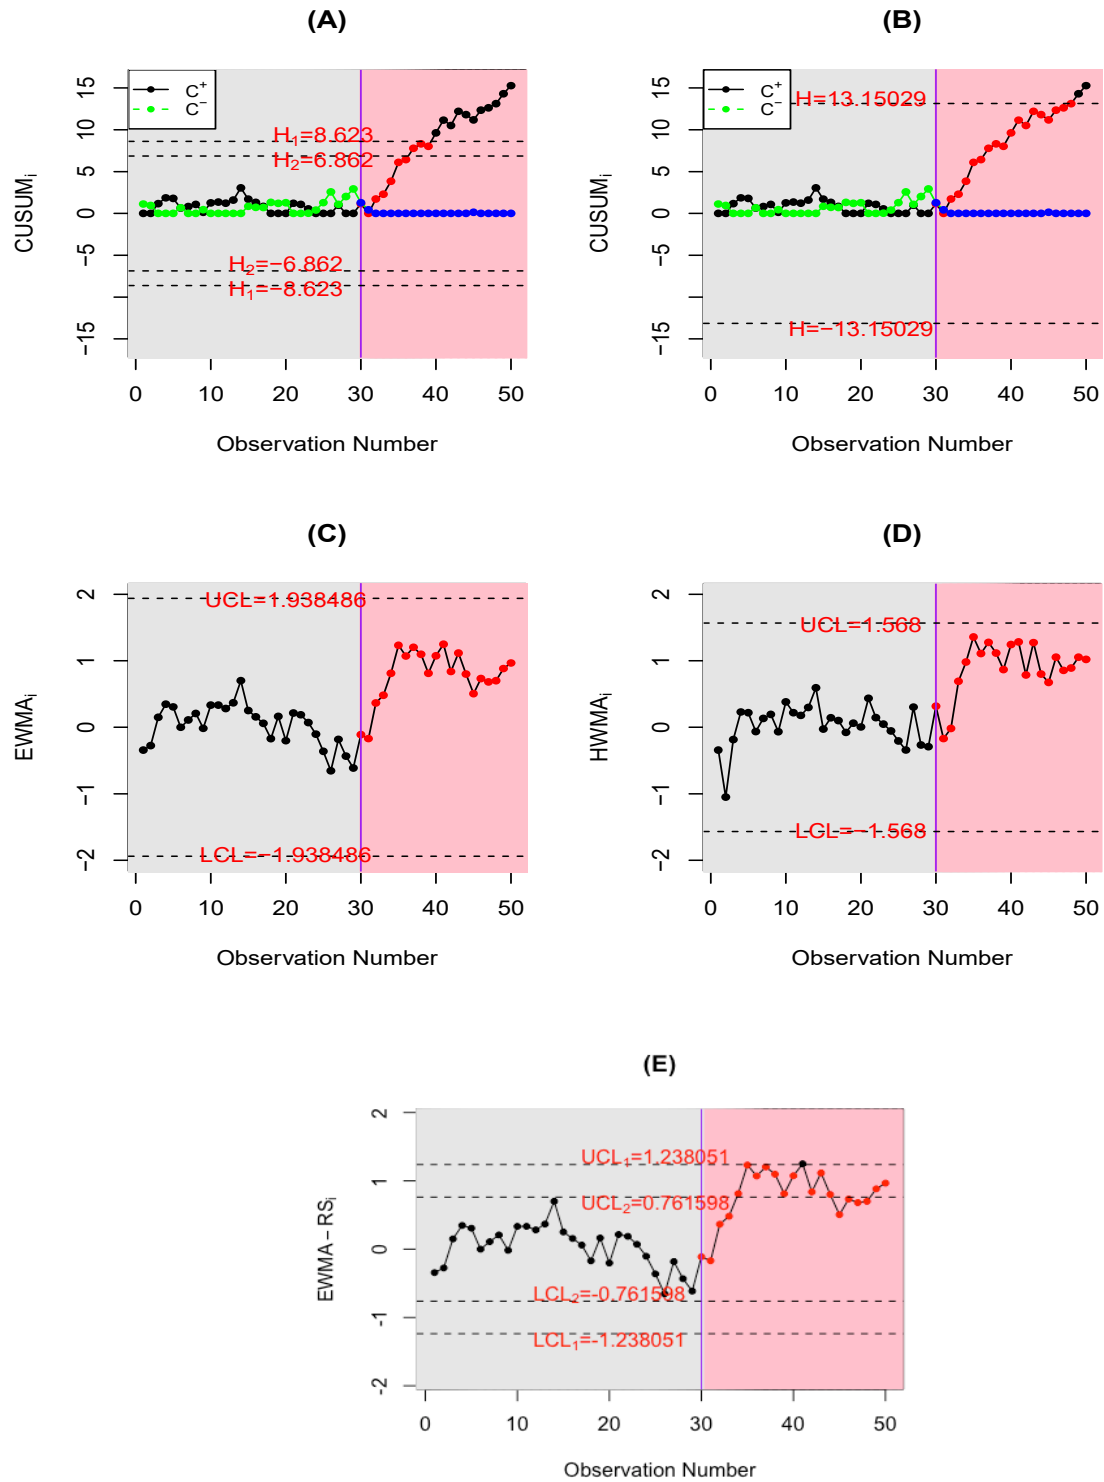 (A)
C⁺
C⁻
H₁=8.623
H₂=6.862
H₂=−6.862
H₁=−8.623
CUSUMᵢ
15
10
5
0
−5
−15
0 10 20 30 40 50
Observation Number
(B)
C⁺
C⁻
H=13.15029
H=−13.15029
CUSUMᵢ
15
10
5
0
−5
−15
0 10 20 30 40 50
Observation Number
(C)
UCL=1.938486
LCL=−1.938486
EWMAᵢ
2
1
0
−1
−2
0 10 20 30 40 50
Observation Number
(D)
UCL=1.568
LCL=−1.568
HWMAᵢ
2
1
0
−1
−2
0 10 20 30 40 50
Observation Number
(E)
UCL₁=1.238051
UCL₂=0.761598
LCL₂=-0.761598
LCL₁=-1.238051
EWMA−RSᵢ
2
1
0
-1
-2
0 10 20 30 40 50
Observation Number